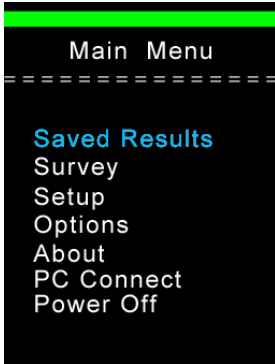 Main Menu
================
Saved Results
Survey
Setup
Options
About
PC Connect
Power Off